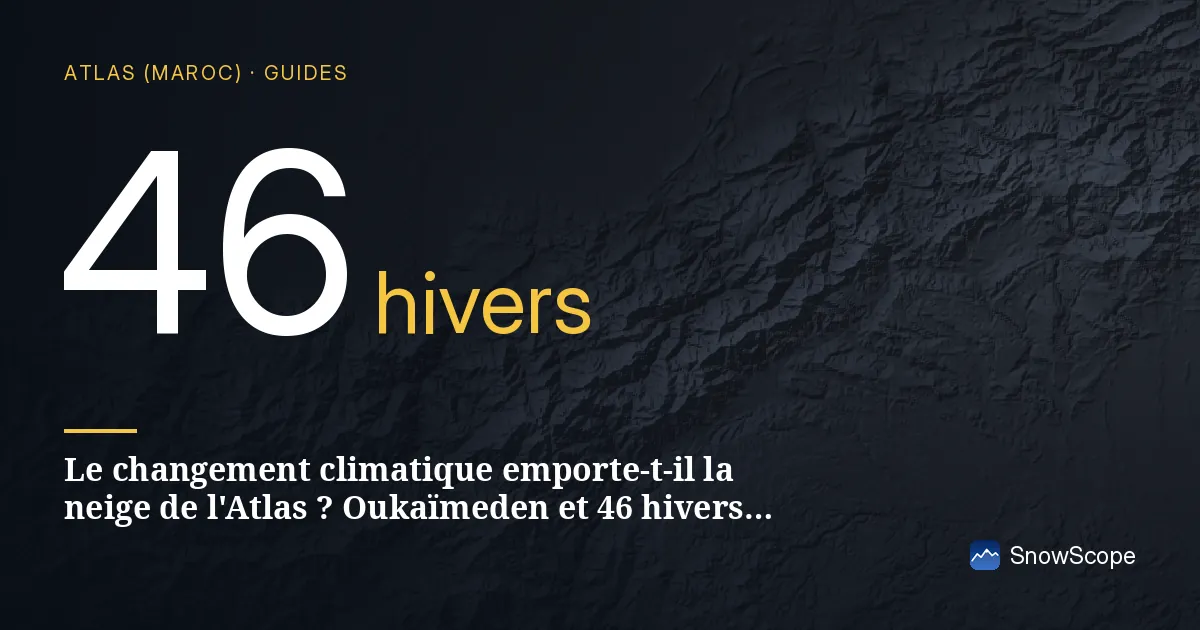 ATLAS (MAROC) · GUIDES
46 hivers
Le changement climatique emporte-t-il la
neige de l'Atlas ? Oukaïmeden et 46 hivers...
SnowScope